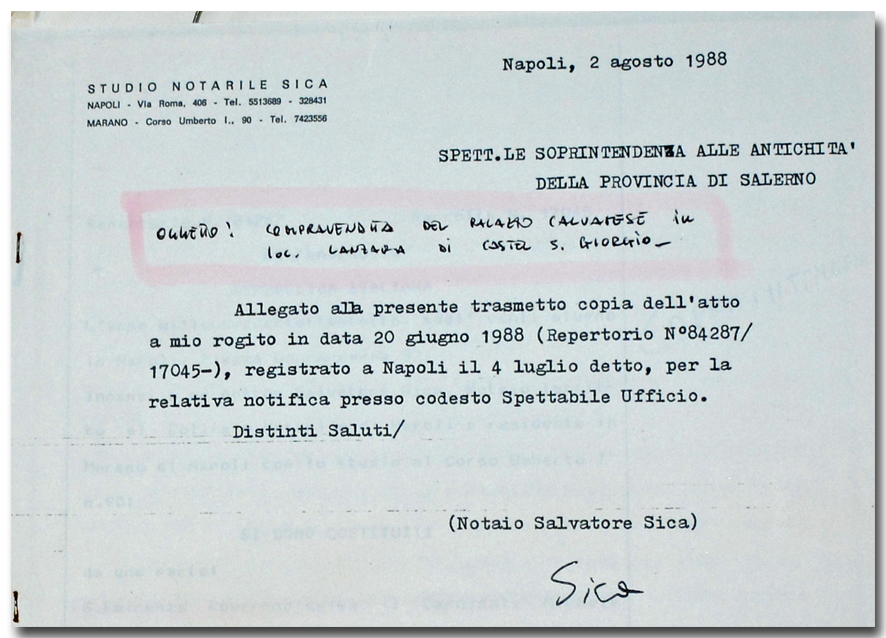 Napoli, 2 agosto 1988
STUDIO NOTARILE SICA
NAPOLI - Via Roma, 406 - Tel. 5513689 - 328431
MARANO - Corso Umberto I., 90 - Tel. 7423556
SPETT.LE SOPRINTENDENZA ALLE ANTICHITA'
DELLA PROVINCIA DI SALERNO
OGGETTO: COMPRAVENDITA DEL PALAZZO CALVANESE in
loc. LANZARA di CASTEL S. GIORGIO_
Allegato alla presente trasmetto copia dell'atto
a mio rogito in data 20 giugno 1988 (Repertorio N°84287/
17045-), registrato a Napoli il 4 luglio detto, per la
relativa notifica presso codesto Spettabile Ufficio.
Distinti Saluti/
(Notaio Salvatore Sica)
Sica
SI SONO COSTITUITI